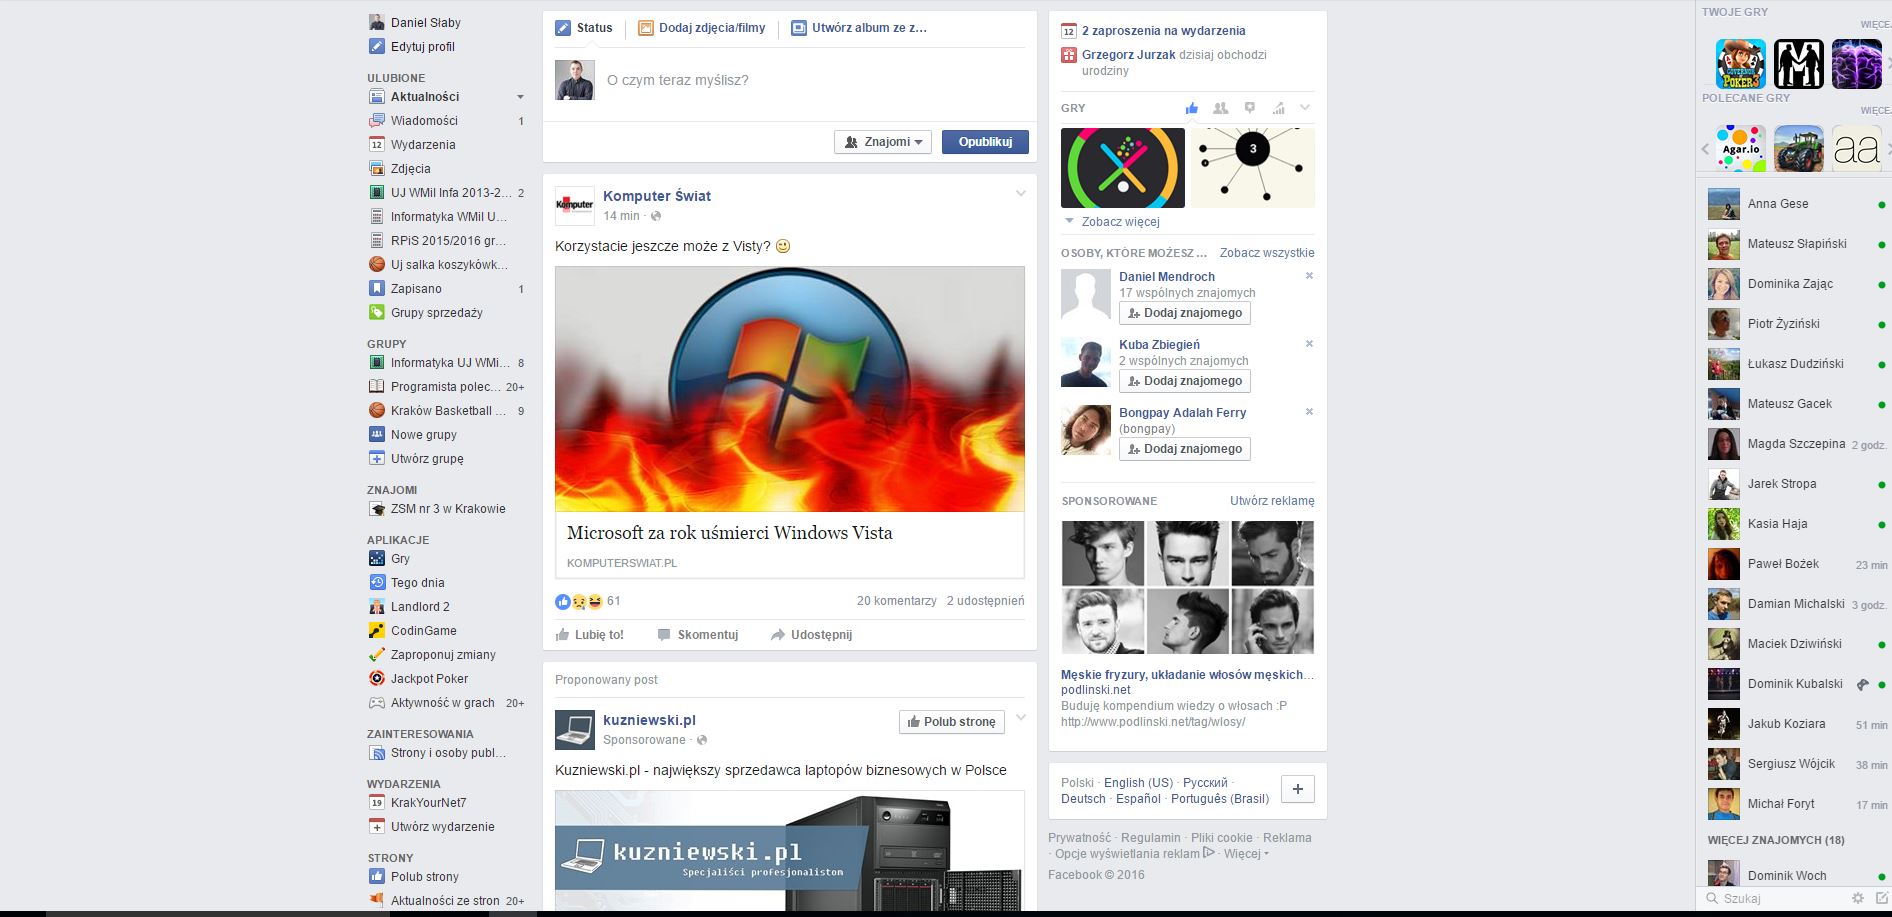 Daniel Słaby
Edytuj profil
ULUBIONE
Aktualności
Wiadomości 1
12 Wydarzenia
Zdjęcia
UJ WMiI Infa 2013-2... 2
Informatyka WMiI U...
RPiS 2015/2016 gr...
Uj salka koszykówk...
Zapisano 1
Grupy sprzedaży
GRUPY
Informatyka UJ WMi... 8
Programista polec... 20+
Kraków Basketball ... 9
Nowe grupy
Utwórz grupę
ZNAJOMI
ZSM nr 3 w Krakowie
APLIKACJE
Gry
Tego dnia
Landlord 2
CodinGame
Zaproponuj zmiany
Jackpot Poker
Aktywność w grach 20+
ZAINTERESOWANIA
Strony i osoby publ...
WYDARZENIA
19 KrakYourNet7
Utwórz wydarzenie
STRONY
Polub strony
Aktualności ze stron 20+
Status
Dodaj zdjęcia/filmy
Utwórz album ze z...
O czym teraz myślisz?
Znajomi
Opublikuj
Komputer
Komputer Świat
14 min ·
Korzystacie jeszcze może z Visty?
Microsoft za rok uśmierci Windows Vista
KOMPUTERSWIAT.PL
61
20 komentarzy 2 udostępnień
Lubię to! Skomentuj Udostępnij
Proponowany post
kuzniewski.pl
Sponsorowane ·
Polub stronę
Kuzniewski.pl - największy sprzedawca laptopów biznesowych w Polsce
kuzniewski.pl
Specjaliści profesjonalistom
12 2 zaproszenia na wydarzenia
Grzegorz Jurzak dzisiaj obchodzi
urodziny
GRY
3
Zobacz więcej
OSOBY, KTÓRE MOŻESZ ... Zobacz wszystkie
Daniel Mendroch
17 wspólnych znajomych
Dodaj znajomego
Kuba Zbiegień
2 wspólnych znajomych
Dodaj znajomego
Bongpay Adalah Ferry
(bongpay)
Dodaj znajomego
SPONSOROWANE Utwórz reklamę
Męskie fryzury, układanie włosów męskich...
podlinski.net
Buduję kompendium wiedzy o włosach :P
http://www.podlinski.net/tag/wlosy/
Polski · English (US) · Русский ·
Deutsch · Español · Português (Brasil)
Prywatność · Regulamin · Pliki cookie · Reklama
· Opcje wyświetlania reklam · Więcej
Facebook © 2016
TWOJE GRY
WIĘCEJ
GOVERNOR OF POKER 3
POLECANE GRY
WIĘCEJ
Agar.io
aa
Anna Gese
Mateusz Słapiński
Dominika Zając
Piotr Żyziński
Łukasz Dudziński
Mateusz Gacek
Magda Szczepina 2 godz.
Jarek Stropa
Kasia Haja
Paweł Bożek 23 min
Damian Michalski 3 godz.
Maciek Dziwiński
Dominik Kubalski
Jakub Koziara 51 min
Sergiusz Wójcik 38 min
Michał Foryt 17 min
WIĘCEJ ZNAJOMYCH (18)
Dominik Woch
Szukaj